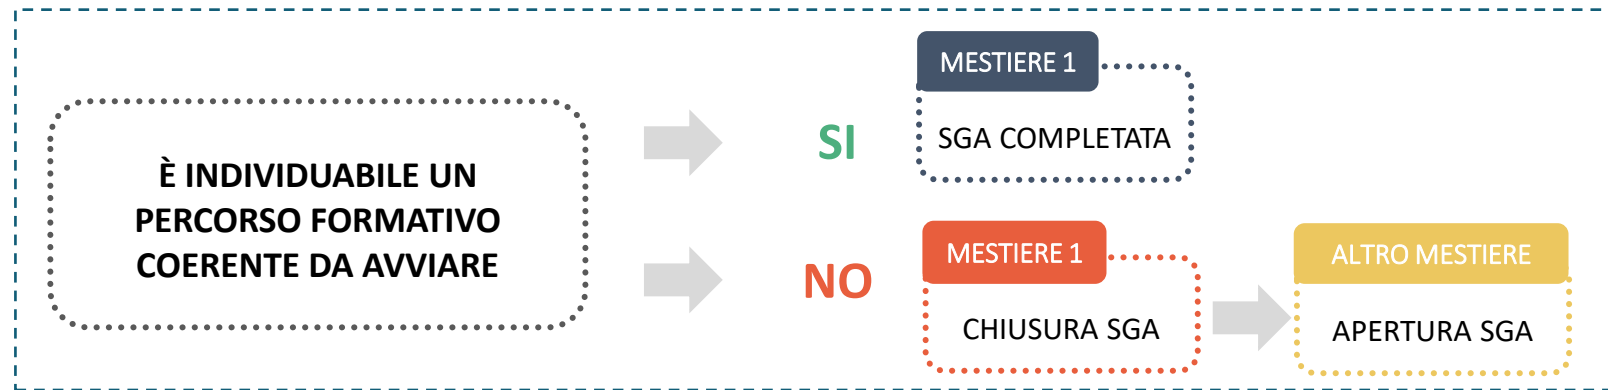 È INDIVIDUABILE UN
PERCORSO FORMATIVO
COERENTE DA AVVIARE
SI
MESTIERE 1
SGA COMPLETATA
NO
MESTIERE 1
CHIUSURA SGA
ALTRO MESTIERE
APERTURA SGA